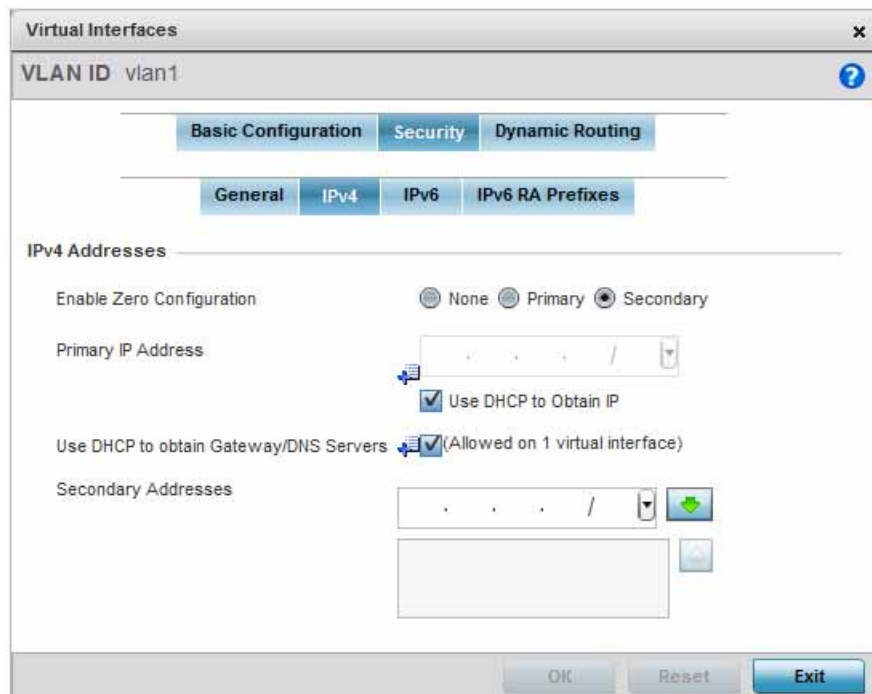 Virtual Interfaces
VLAN ID vlan1
Basic Configuration Security Dynamic Routing
General IPv4 IPv6 IPv6 RA Prefixes
IPv4 Addresses
Enable Zero Configuration None Primary Secondary
Primary IP Address . . . /
Use DHCP to Obtain IP
Use DHCP to obtain Gateway/DNS Servers (Allowed on 1 virtual interface)
Secondary Addresses . . . /
OK Reset Exit